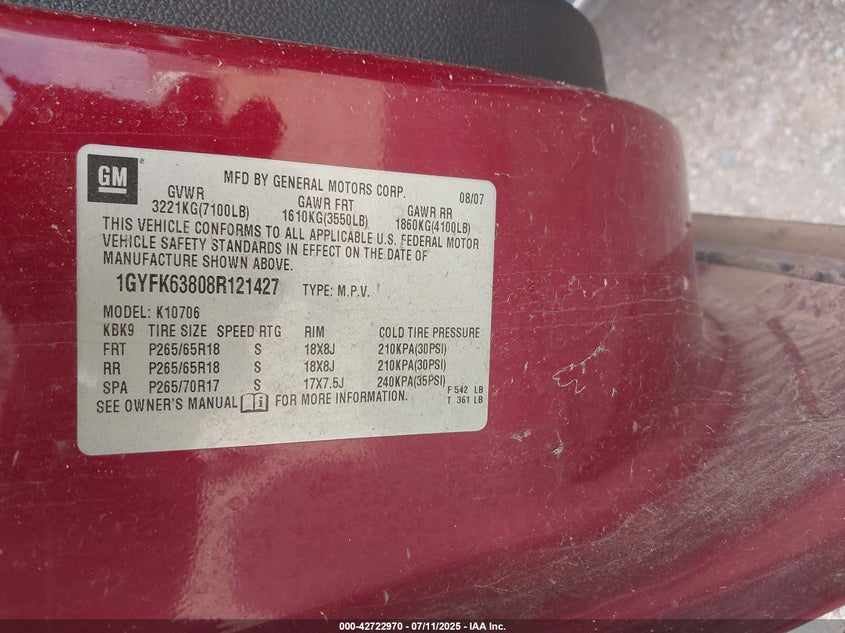 GM
®
MFD BY GENERAL MOTORS CORP. 08/07
GVWR GAWR FRT GAWR RR
3221KG(7100LB) 1610KG(3550LB) 1860KG(4100LB)
THIS VEHICLE CONFORMS TO ALL APPLICABLE U.S. FEDERAL MOTOR
VEHICLE SAFETY STANDARDS IN EFFECT ON THE DATE OF
MANUFACTURE SHOWN ABOVE.
1GYFK63808R121427 TYPE: M.P.V.
MODEL: K10706
KBK9 TIRE SIZE SPEED RTG RIM COLD TIRE PRESSURE
FRT P265/65R18 S 18X8J 210KPA(30PSI)
RR P265/65R18 S 18X8J 210KPA(30PSI)
SPA P265/70R17 S 17X7.5J 240KPA(35PSI) F 542 LB
SEE OWNER'S MANUAL i FOR MORE INFORMATION. T 361 LB
000-42722970 - 07/11/2025 - IAA Inc.